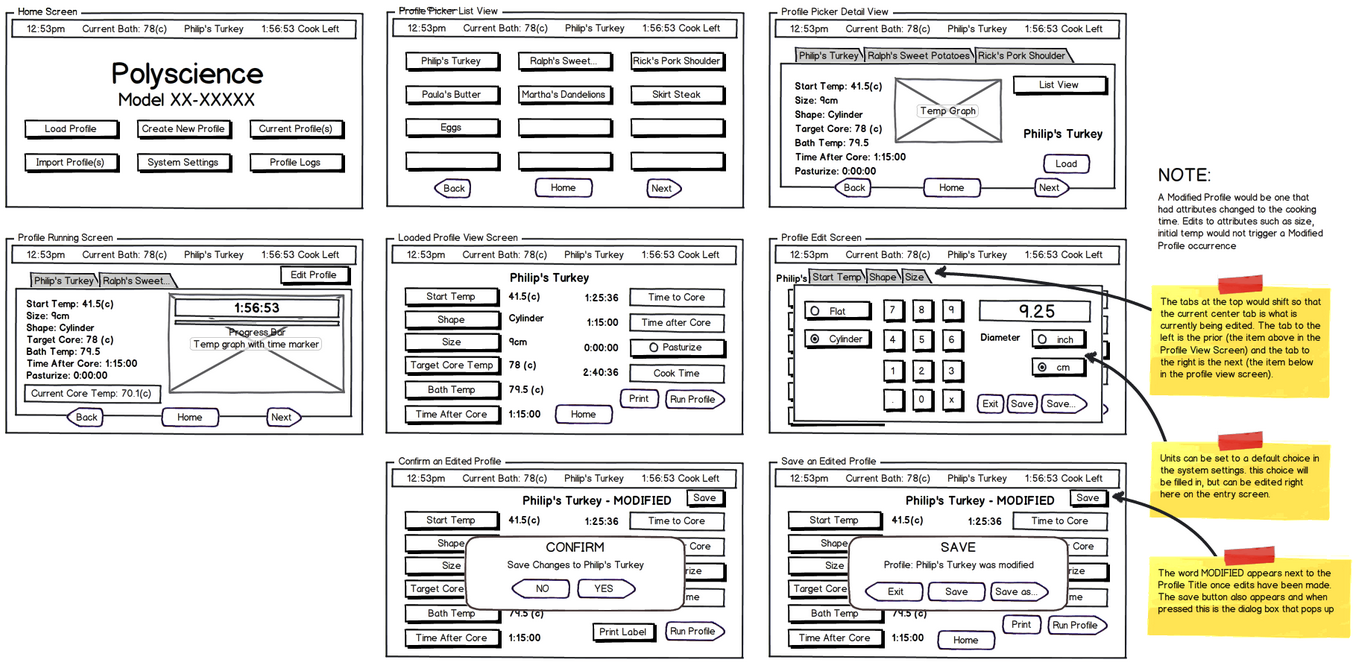 Home Screen
12:53pm Current Bath: 78(c) Philip's Turkey 1:56:53 Cook Left
Polyscience
Model XX-XXXXX
Load Profile Create New Profile Current Profile(s)
Import Profile(s) System Settings Profile Logs
Profile Picker List View
12:53pm Current Bath: 78(c) Philip's Turkey 1:56:53 Cook Left
Philip's Turkey Ralph's Sweet... Rick's Pork Shoulder
Paula's Butter Martha's Dandelions Skirt Steak
Eggs
Back Home Next
Profile Picker Detail View
12:53pm Current Bath: 78(c) Philip's Turkey 1:56:53 Cook Left
Philip's Turkey Ralph's Sweet Potatoes Rick's Pork Shoulder
Start Temp: 41.5(c)
Size: 9cm
Shape: Cylinder
Target Core: 78 (c)
Bath Temp: 79.5
Time After Core: 1:15:00
Pasturize: 0:00:00
Temp Graph
List View
Philip's Turkey
Load
Back Home Next
NOTE:
A Modified Profile would be one that
had attributes changed to the cooking
time. Edits to attributes such as size,
initial temp would not trigger a Modified
Profile occurrence
Profile Running Screen
12:53pm Current Bath: 78(c) Philip's Turkey 1:56:53 Cook Left
Philip's Turkey Ralph's Sweet... Edit Profile
Start Temp: 41.5(c)
Size: 9cm
Shape: Cylinder
Target Core: 78 (c)
Bath Temp: 79.5
Time After Core: 1:15:00
Pasturize: 0:00:00
Current Core Temp: 70.1(c)
1:56:53
Progress Bar
Temp graph with time marker
Back Home Next
Loaded Profile View Screen
12:53pm Current Bath: 78(c) Philip's Turkey 1:56:53 Cook Left
Philip's Turkey
Start Temp 41.5(c) 1:25:36 Time to Core
Shape Cylinder 1:15:00 Time after Core
Size 9cm 0:00:00 Pasturize
Target Core Temp 78 (c) 2:40:36 Cook Time
Bath Temp 79.5 (c) Print Run Profile
Time After Core 1:15:00 Home
Profile Edit Screen
12:53pm Current Bath: 78(c) Philip's Turkey 1:56:53 Cook Left
Philip's Start Temp Shape Size
Flat 7 8 9 9.25
Cylinder 4 5 6 Diameter inch
1 2 3 cm
. 0 x Exit Save Save...
The tabs at the top would shift so that
the current center tab is what is
currently being edited. The tab to the
left is the prior (the item above in the
Profile View Screen) and the tab to
the right is the next (the item below
in the profile view screen).
Units can be set to a default choice in
the system settings. this choice will
be filled in, but can be edited right
here on the entry screen.
Confirm an Edited Profile
12:53pm Current Bath: 78(c) Philip's Turkey 1:56:53 Cook Left
Philip's Turkey - MODIFIED Save
Start Temp 41.5(c) 1:25:36 Time to Core
Shape Core
Size rize
Target Core me
CONFIRM
Save Changes to Philip's Turkey
NO YES
Bath Temp 79.5 (c)
Time After Core 1:15:00 Print Label Run Profile
Save an Edited Profile
12:53pm Current Bath: 78(c) Philip's Turkey 1:56:53 Cook Left
Philip's Turkey - MODIFIED Save
Start Temp 41.5(c) 1:25:36 Time to Core
Shape Core
Size rize
Target Core me
SAVE
Profile: Philip's Turkey was modified
Exit Save Save as...
Bath Temp 79.5 (c)
Time After Core 1:15:00 Home Print Run Profile
The word MODIFIED appears next to the
Profile Title once edits have been made.
The save button also appears and when
pressed this is the dialog box that pops up